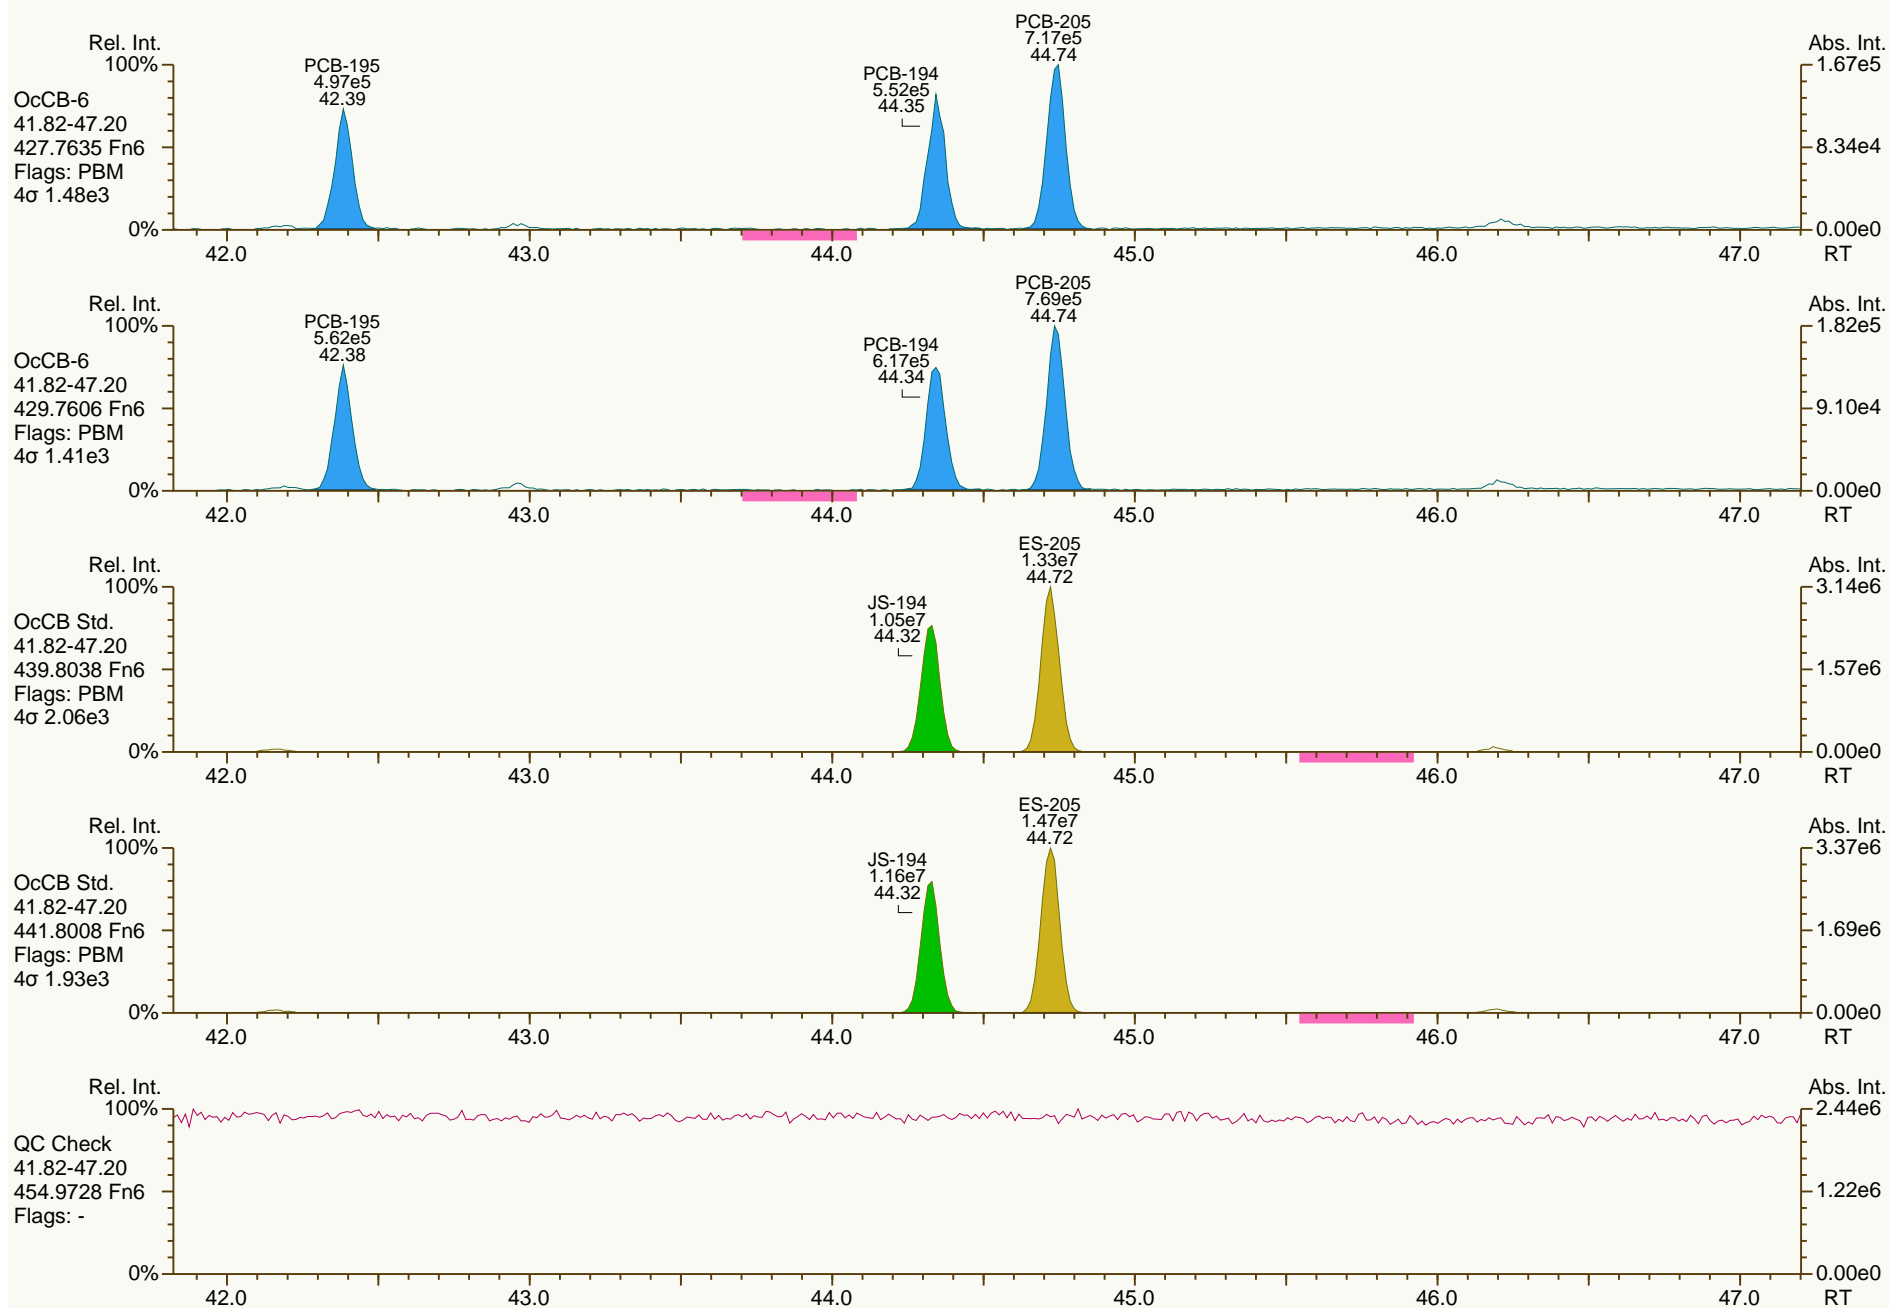 Rel. Int.
100%
0%
OcCB-6
41.82-47.20
427.7635 Fn6
Flags: PBM
4σ 1.48e3
PCB-195
4.97e5
42.39
PCB-194
5.52e5
44.35
PCB-205
7.17e5
44.74
Abs. Int.
1.67e5
8.34e4
0.00e0
42.0 43.0 44.0 45.0 46.0 47.0 RT
Rel. Int.
100%
0%
OcCB-6
41.82-47.20
429.7606 Fn6
Flags: PBM
4σ 1.41e3
PCB-195
5.62e5
42.38
PCB-194
6.17e5
44.34
PCB-205
7.69e5
44.74
Abs. Int.
1.82e5
9.10e4
0.00e0
42.0 43.0 44.0 45.0 46.0 47.0 RT
Rel. Int.
100%
0%
OcCB Std.
41.82-47.20
439.8038 Fn6
Flags: PBM
4σ 2.06e3
JS-194
1.05e7
44.32
ES-205
1.33e7
44.72
Abs. Int.
3.14e6
1.57e6
0.00e0
42.0 43.0 44.0 45.0 46.0 47.0 RT
Rel. Int.
100%
0%
OcCB Std.
41.82-47.20
441.8008 Fn6
Flags: PBM
4σ 1.93e3
JS-194
1.16e7
44.32
ES-205
1.47e7
44.72
Abs. Int.
3.37e6
1.69e6
0.00e0
42.0 43.0 44.0 45.0 46.0 47.0 RT
Rel. Int.
100%
0%
QC Check
41.82-47.20
454.9728 Fn6
Flags: -
Abs. Int.
2.44e6
1.22e6
0.00e0
42.0 43.0 44.0 45.0 46.0 47.0 RT